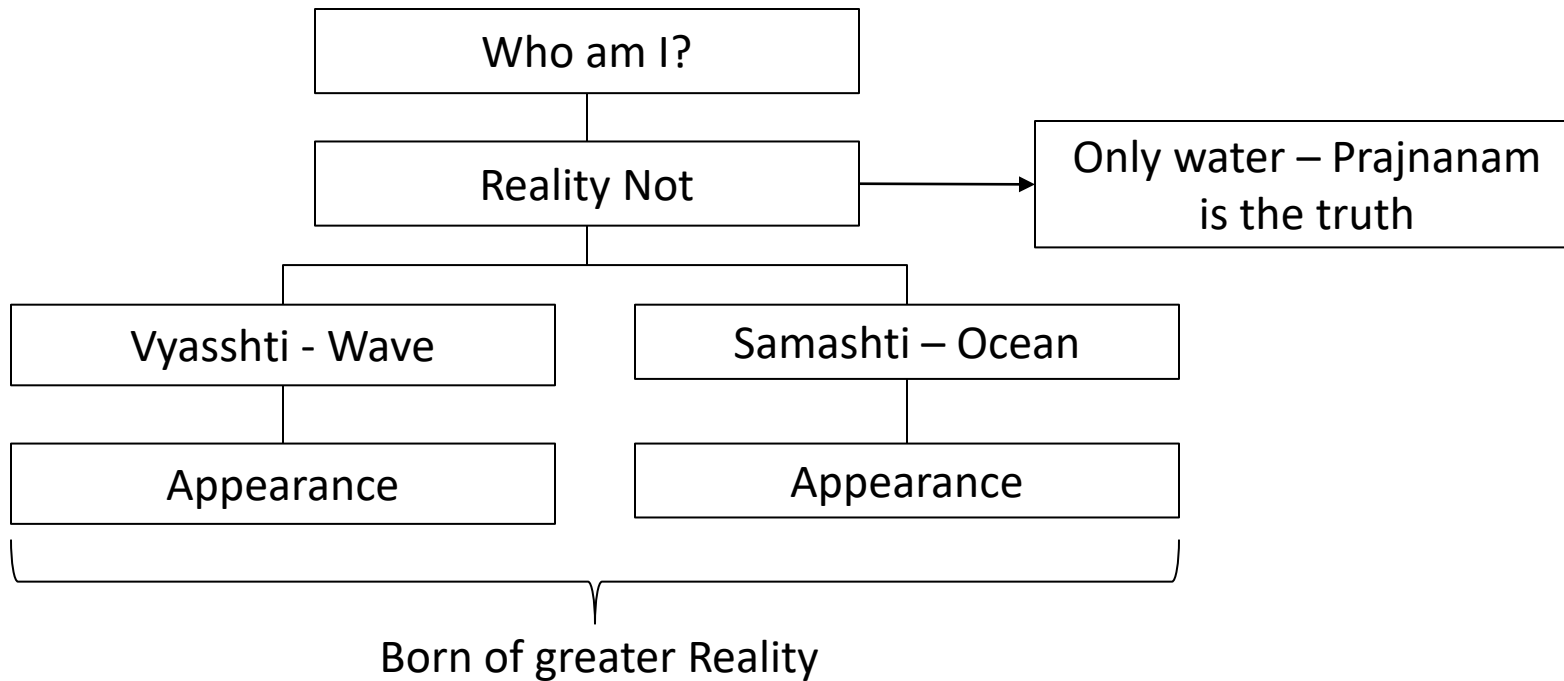 Who am I?
Reality Not
Only water – Prajnanam
is the truth
Vyasshti - Wave
Samashti – Ocean
Appearance
Appearance
Born of greater Reality